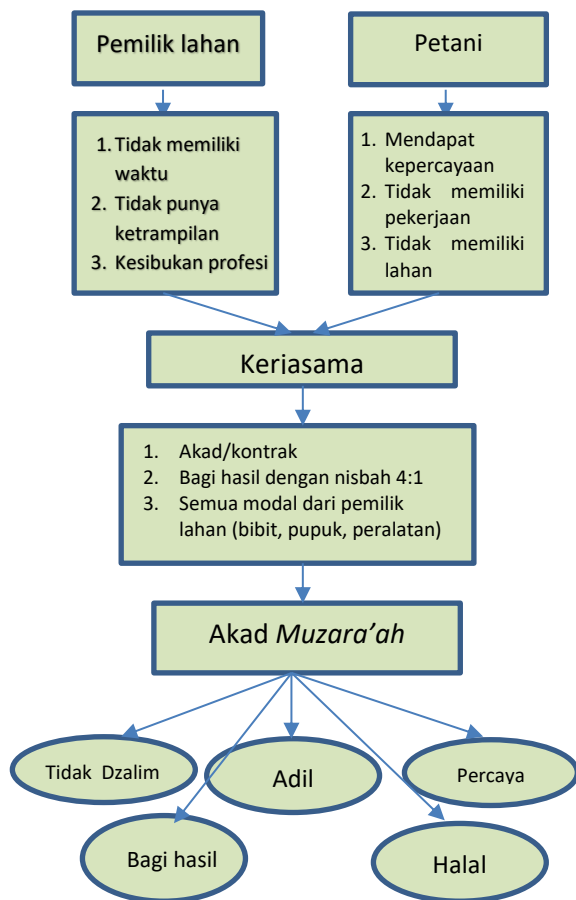 Pemilik lahan
Petani
1. Tidak memiliki
waktu
2. Tidak punya
ketrampilan
3. Kesibukan profesi
1. Mendapat
kepercayaan
2. Tidak memiliki
pekerjaan
3. Tidak memiliki
lahan
Kerjasama
1. Akad/kontrak
2. Bagi hasil dengan nisbah 4:1
3. Semua modal dari pemilik
lahan (bibit, pupuk, peralatan)
Akad Muzara’ah
Tidak Dzalim
Adil
Percaya
Bagi hasil
Halal